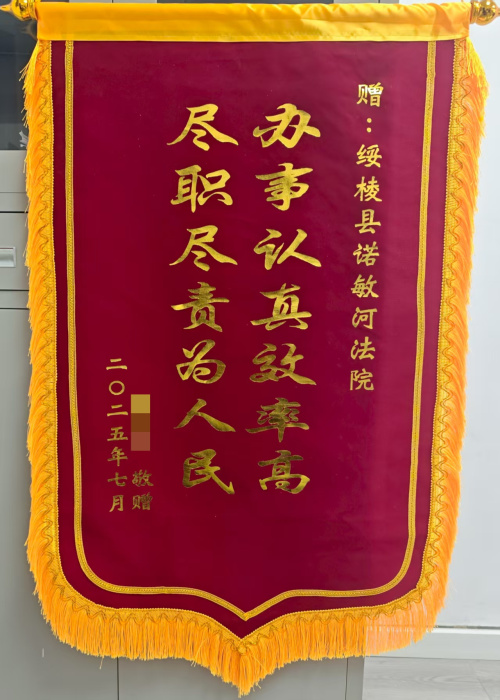 赠：绥棱县诺敏河法院
办事认真效率高
尽职尽责为人民
敬赠
二〇二五年七月